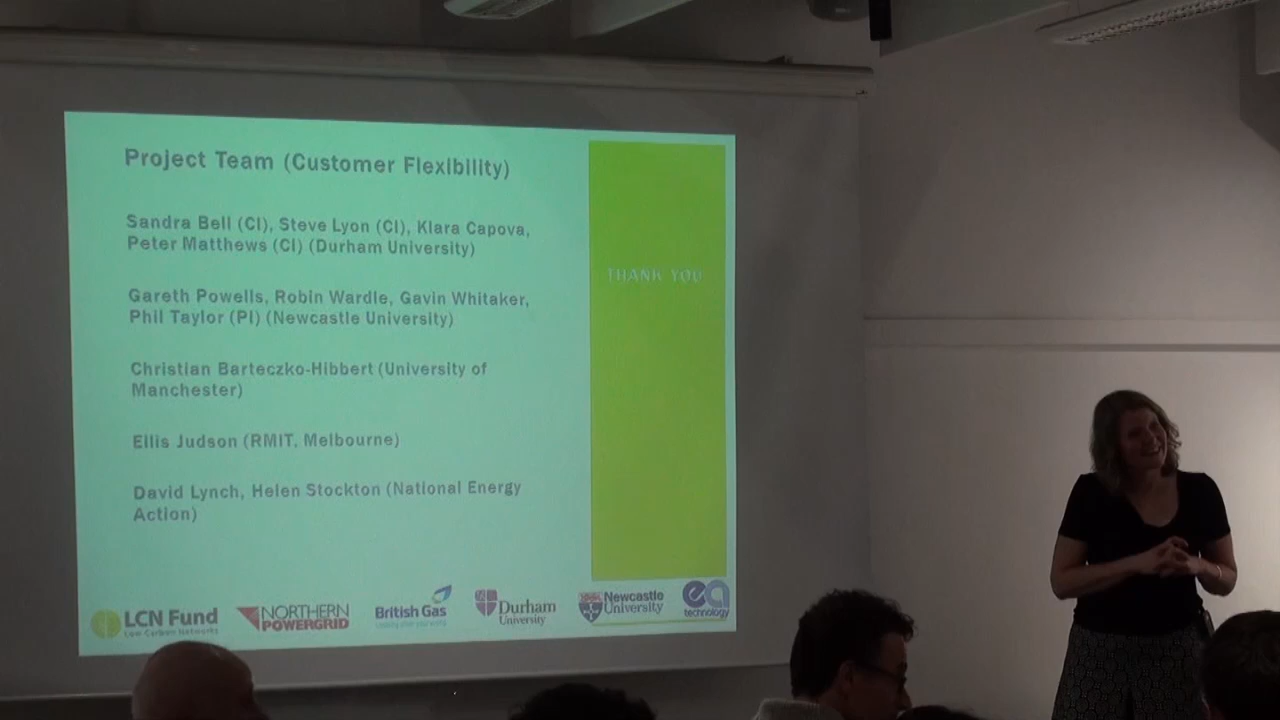 Project Team (Customer Flexibility)
Sandra Bell (CI), Steve Lyon (CI), Klara Capova,
Peter Matthews (CI) (Durham University)
Gareth Powells, Robin Wardle, Gavin Whitaker,
Phil Taylor (PI) (Newcastle University)
Christian Barteczko-Hibbert (University of
Manchester)
Ellis Judson (RMIT, Melbourne)
David Lynch, Helen Stockton (National Energy
Action)
THANK YOU
LCN Fund
Low Carbon Networks
NORTHERN
POWERGRID
British Gas
Durham
University
Newcastle
University
ea
technology